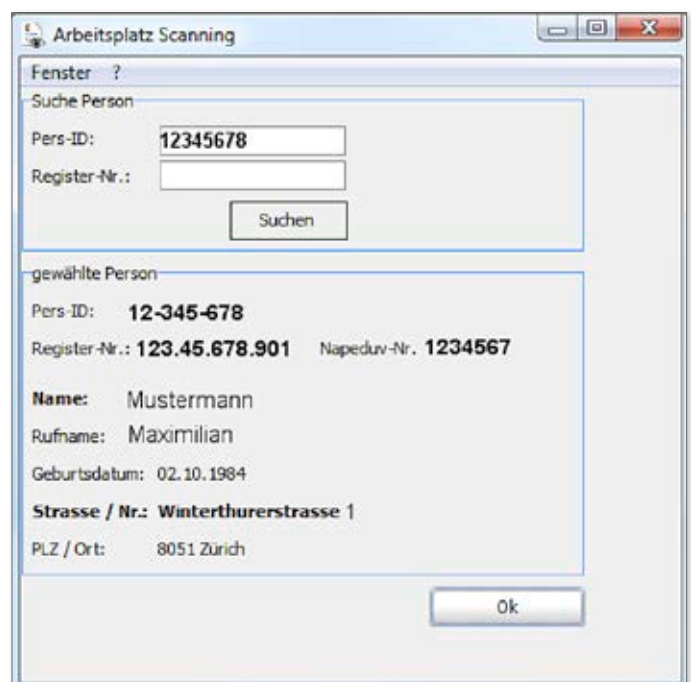 Arbeitsplatz Scanning
Fenster ?
Suche Person
Pers-ID: 12345678
Register-Nr.:
Suchen
gewählte Person
Pers-ID: 12-345-678
Register-Nr.: 123.45.678.901 Napeduv-Nr. 1234567
Name: Mustermann
Rufname: Maximilian
Geburtsdatum: 02.10.1984
Strasse / Nr.: Winterthurerstrasse 1
PLZ / Ort: 8051 Zürich
Ok